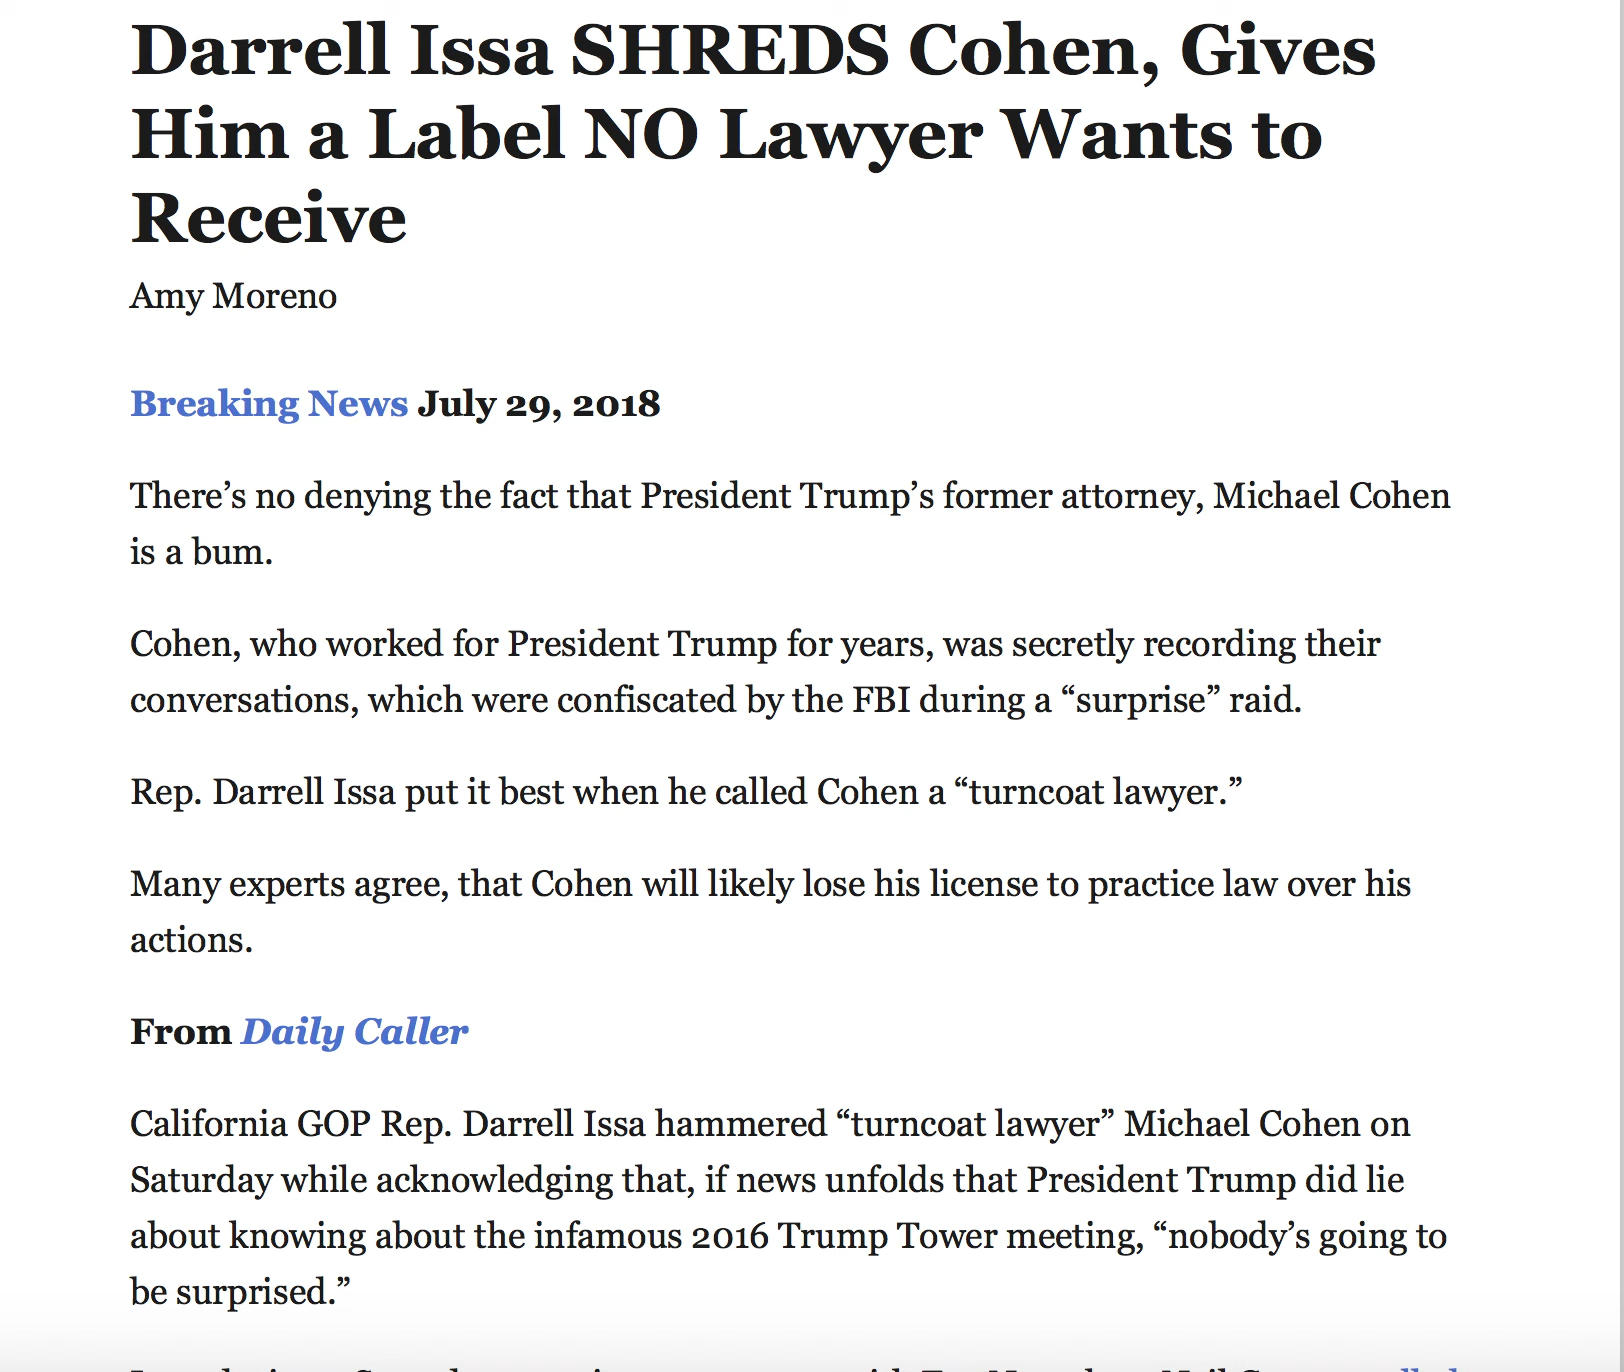 Darrell Issa SHREDS Cohen, Gives
Him a Label NO Lawyer Wants to
Receive
Amy Moreno
Breaking News July 29, 2018
There’s no denying the fact that President Trump’s former attorney, Michael Cohen
is a bum.
Cohen, who worked for President Trump for years, was secretly recording their
conversations, which were confiscated by the FBI during a “surprise” raid.
Rep. Darrell Issa put it best when he called Cohen a “turncoat lawyer.”
Many experts agree, that Cohen will likely lose his license to practice law over his
actions.
From Daily Caller
California GOP Rep. Darrell Issa hammered “turncoat lawyer” Michael Cohen on
Saturday while acknowledging that, if news unfolds that President Trump did lie
about knowing about the infamous 2016 Trump Tower meeting, “nobody’s going to
be surprised.”